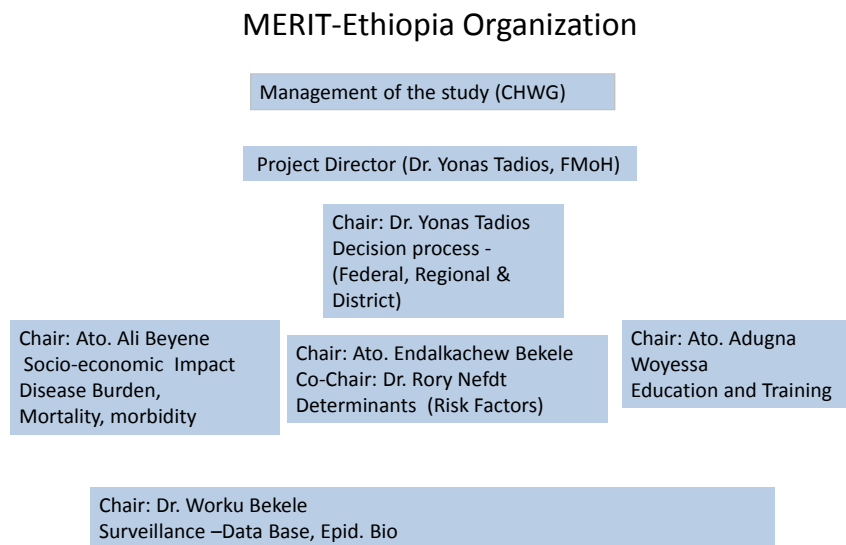 MERIT-Ethiopia Organization
Management of the study (CHWG)
Project Director (Dr. Yonas Tadios, FMoH)
Chair: Dr. Yonas Tadios
Decision process -
(Federal, Regional &
District)
Chair: Ato. Ali Beyene
Socio-economic Impact
Disease Burden,
Mortality, morbidity
Chair: Ato. Endalkachew Bekele
Co-Chair: Dr. Rory Nefdt
Determinants (Risk Factors)
Chair: Ato. Adugna
Woyessa
Education and Training
Chair: Dr. Worku Bekele
Surveillance –Data Base, Epid. Bio